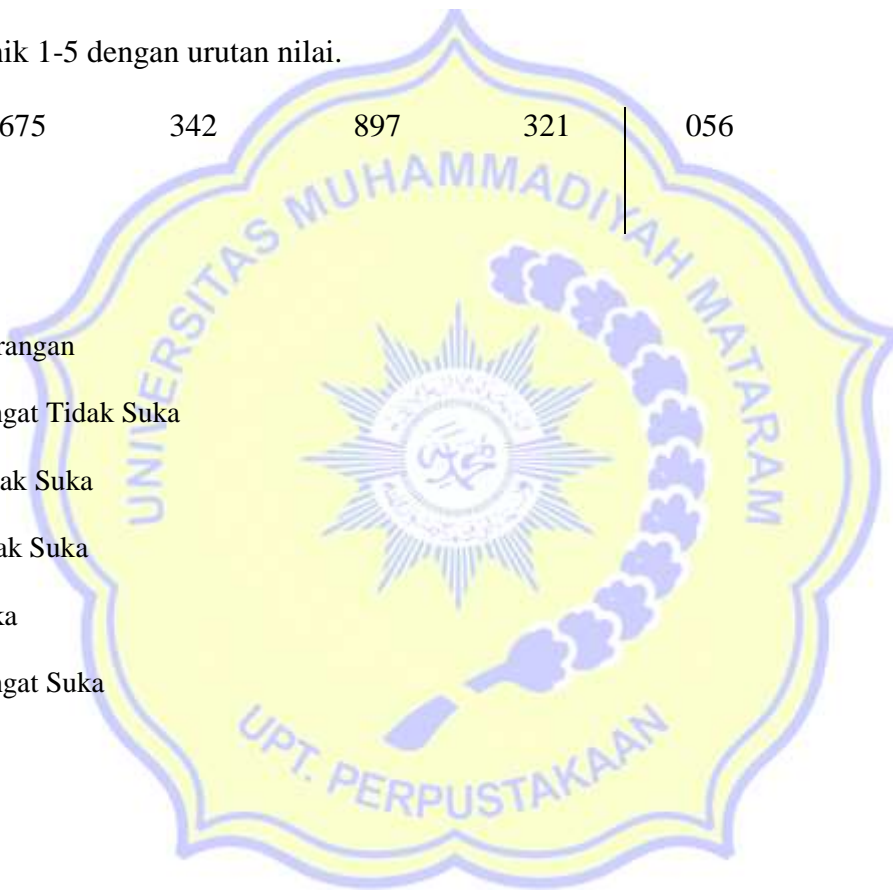 nik 1-5 dengan urutan nilai.
675 342 897 321 056
UNIVERSITAS MUHAMMADIYAH MATARAM
rangan
ngat Tidak Suka
ak Suka
ak Suka
ka
ngat Suka
UPT. PERPUSTAKAAN